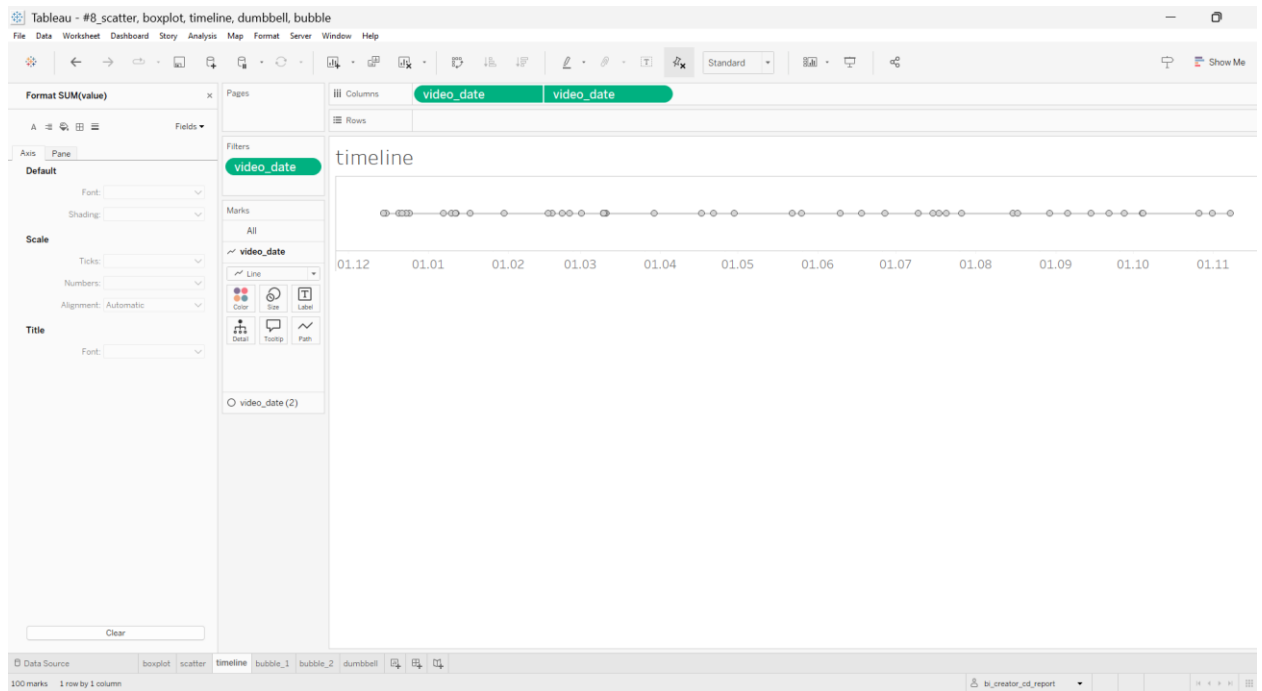 Tableau - #8_scatter, boxplot, timeline, dumbbell, bubble
File Data Worksheet Dashboard Story Analysis Map Format Server Window Help
Standard
Show Me
Format SUM(value)
Fields
Axis Pane
Default
Font:
Shading:
Scale
Ticks:
Numbers:
Alignment: Automatic
Title
Font:
Clear
Pages
Filters
video_date
Marks
All
video_date
Line
Color Size Label
Detail Tooltip Path
video_date (2)
Columns video_date video_date
Rows
timeline
01.12 01.01 01.02 01.03 01.04 01.05 01.06 01.07 01.08 01.09 01.10 01.11
Data Source boxplot scatter timeline bubble_1 bubble_2 dumbbell
100 marks 1 row by 1 column bi_creator_cd_report